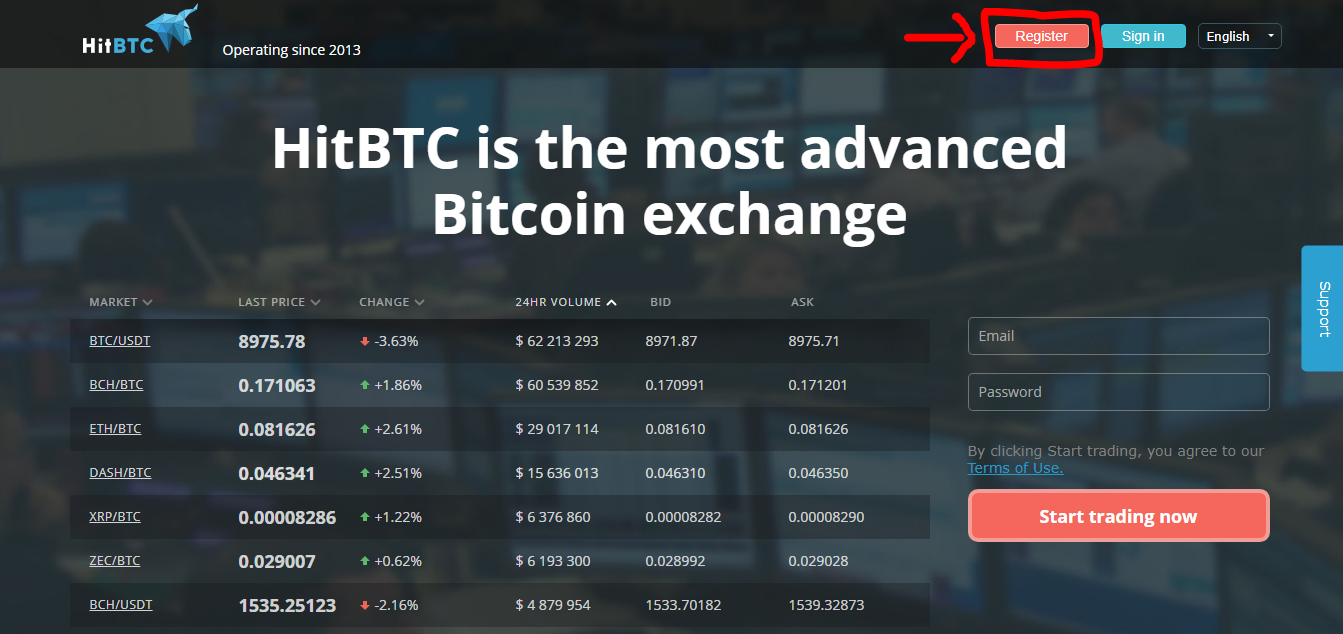 HitBTC
Operating since 2013
Register
Sign in
English
HitBTC is the most advanced
Bitcoin exchange
MARKET LAST PRICE CHANGE 24HR VOLUME BID ASK
BTC/USDT 8975.78 -3.63% $ 62 213 293 8971.87 8975.71
BCH/BTC 0.171063 +1.86% $ 60 539 852 0.170991 0.171201
ETH/BTC 0.081626 +2.61% $ 29 017 114 0.081610 0.081626
DASH/BTC 0.046341 +2.51% $ 15 636 013 0.046310 0.046350
XRP/BTC 0.00008286 +1.22% $ 6 376 860 0.00008282 0.00008290
ZEC/BTC 0.029007 +0.62% $ 6 193 300 0.028992 0.029028
BCH/USDT 1535.25123 -2.16% $ 4 879 954 1533.70182 1539.32873
Email
Password
By clicking Start trading, you agree to our
Terms of Use.
Start trading now
Support